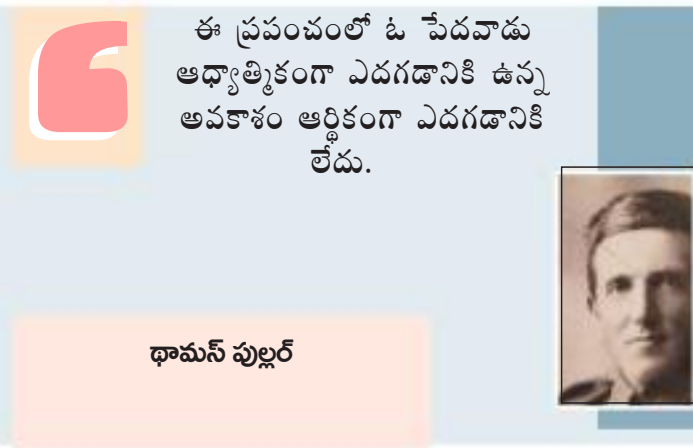 ఈ ప్రపంచంలో ఓ పేదవాడు
ఆధ్యాత్మికంగా ఎదగడానికి ఉన్న
అవకాశం ఆర్థికంగా ఎదగడానికి
లేదు.
థామస్ ఫుల్లర్